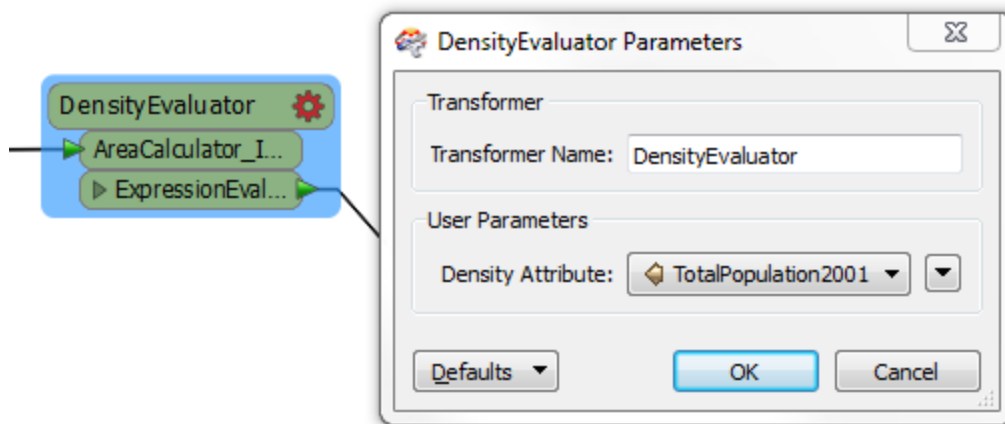 DensityEvaluator
AreaCalculator_I...
ExpressionEval...
DensityEvaluator Parameters
Transformer
Transformer Name: DensityEvaluator
User Parameters
Density Attribute: TotalPopulation2001
Defaults OK Cancel